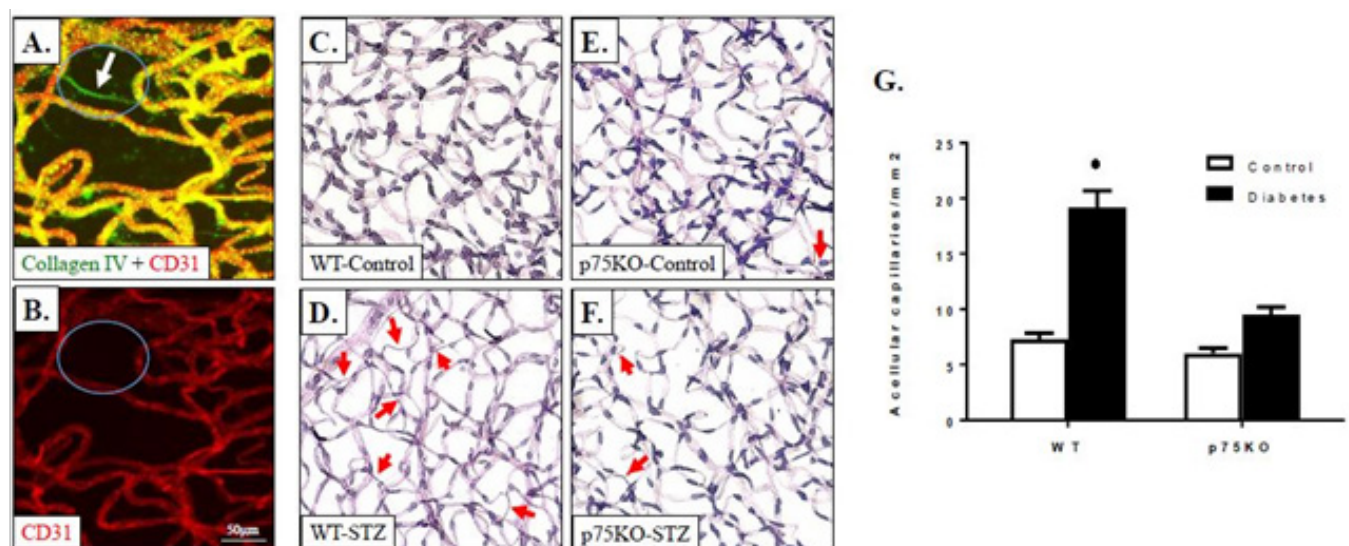 A.
Collagen IV + CD31
B.
CD31
50µm
C.
WT-Control
D.
WT-STZ
E.
p75KO-Control
F.
p75KO-STZ
G.
Acellular capillaries/mm2
25
20
15
10
5
0
Control
Diabetes
WT
p75KO